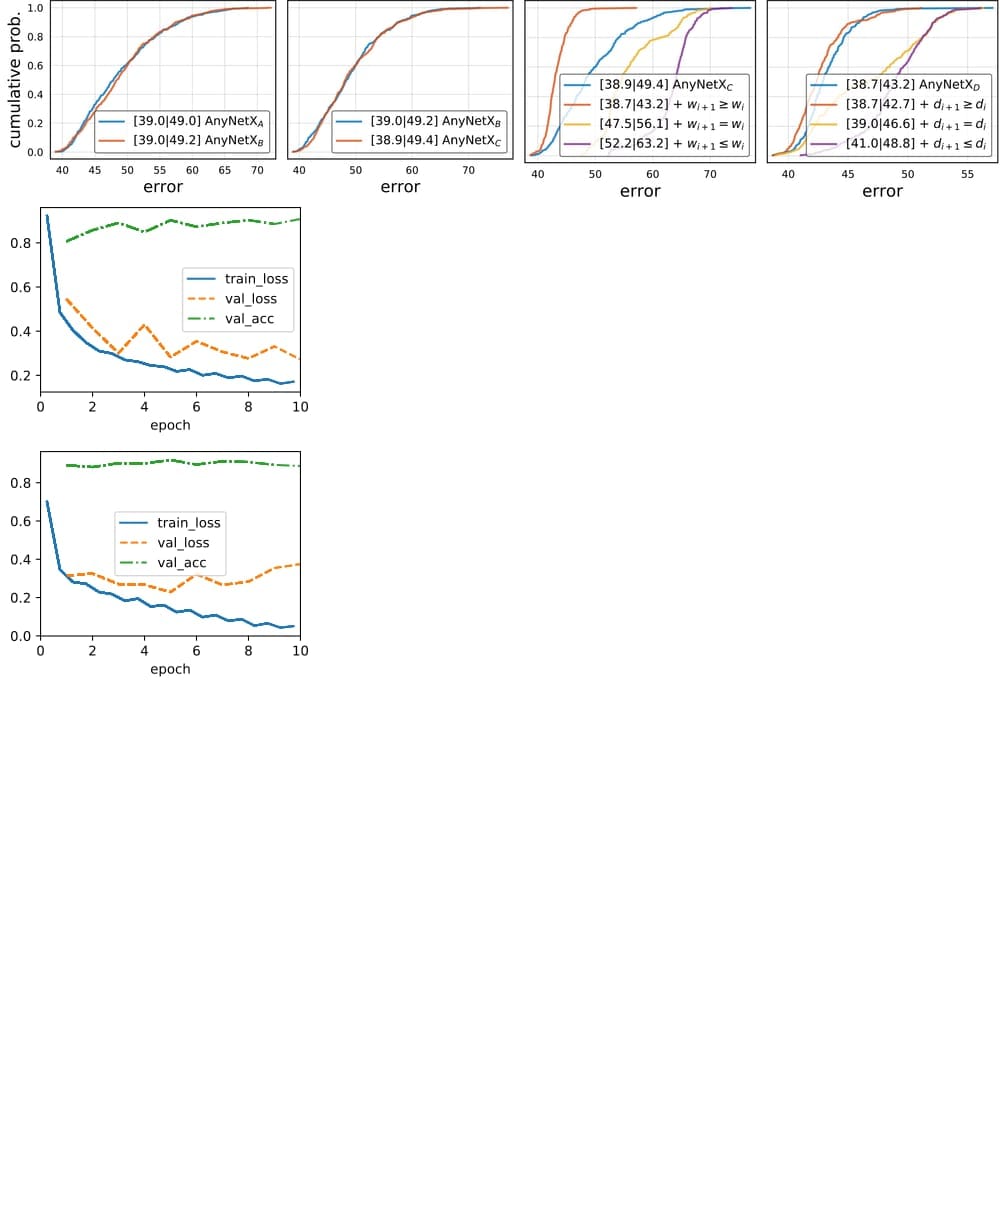 cumulative prob.
1.0
0.8
0.6
0.4
0.2
0.0
[39.0|49.0] AnyNetX_A
[39.0|49.2] AnyNetX_B
40 45 50 55 60 65 70
error
[39.0|49.2] AnyNetX_B
[38.9|49.4] AnyNetX_C
40 50 60 70
error
[38.9|49.4] AnyNetX_C
[38.7|43.2] + w_{i+1} ≥ w_i
[47.5|56.1] + w_{i+1} = w_i
[52.2|63.2] + w_{i+1} ≤ w_i
40 50 60 70
error
[38.7|43.2] AnyNetX_D
[38.7|42.7] + d_{i+1} ≥ d_i
[39.0|46.6] + d_{i+1} = d_i
[41.0|48.8] + d_{i+1} ≤ d_i
40 45 50 55
error
0.8
0.6
0.4
0.2
train_loss
val_loss
val_acc
0 2 4 6 8 10
epoch
0.8
0.6
0.4
0.2
0.0
train_loss
val_loss
val_acc
0 2 4 6 8 10
epoch